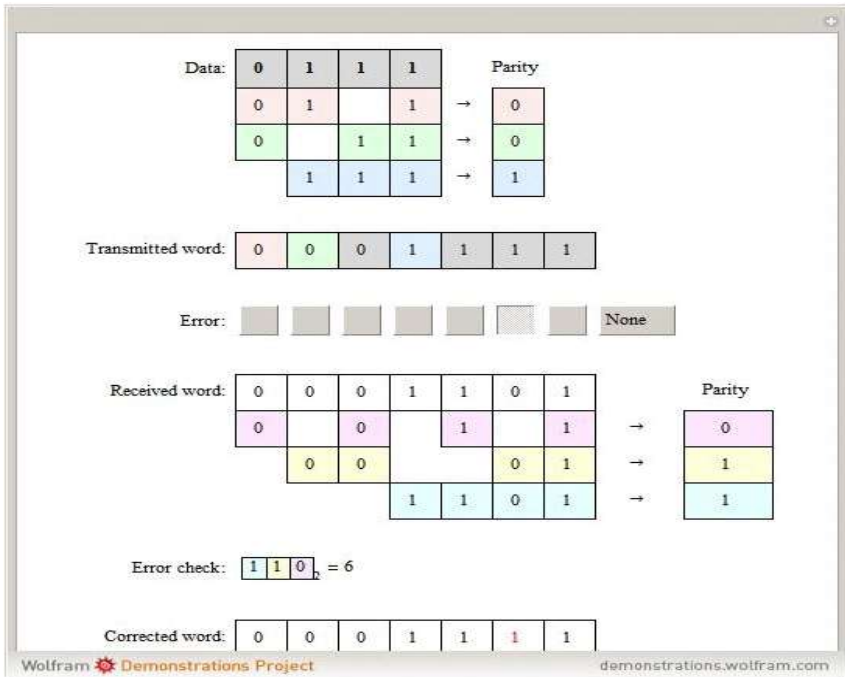 Data: 0 1 1 1 Parity
0 1 1 → 0
0 1 1 → 0
1 1 1 → 1
Transmitted word: 0 0 0 1 1 1 1
Error: None
Received word: 0 0 0 1 1 0 1 Parity
0 0 1 1 → 0
0 0 0 1 → 1
1 1 0 1 → 1
Error check: 1 1 0 2 = 6
Corrected word: 0 0 0 1 1 1 1
Wolfram Demonstrations Project demonstrations.wolfram.com